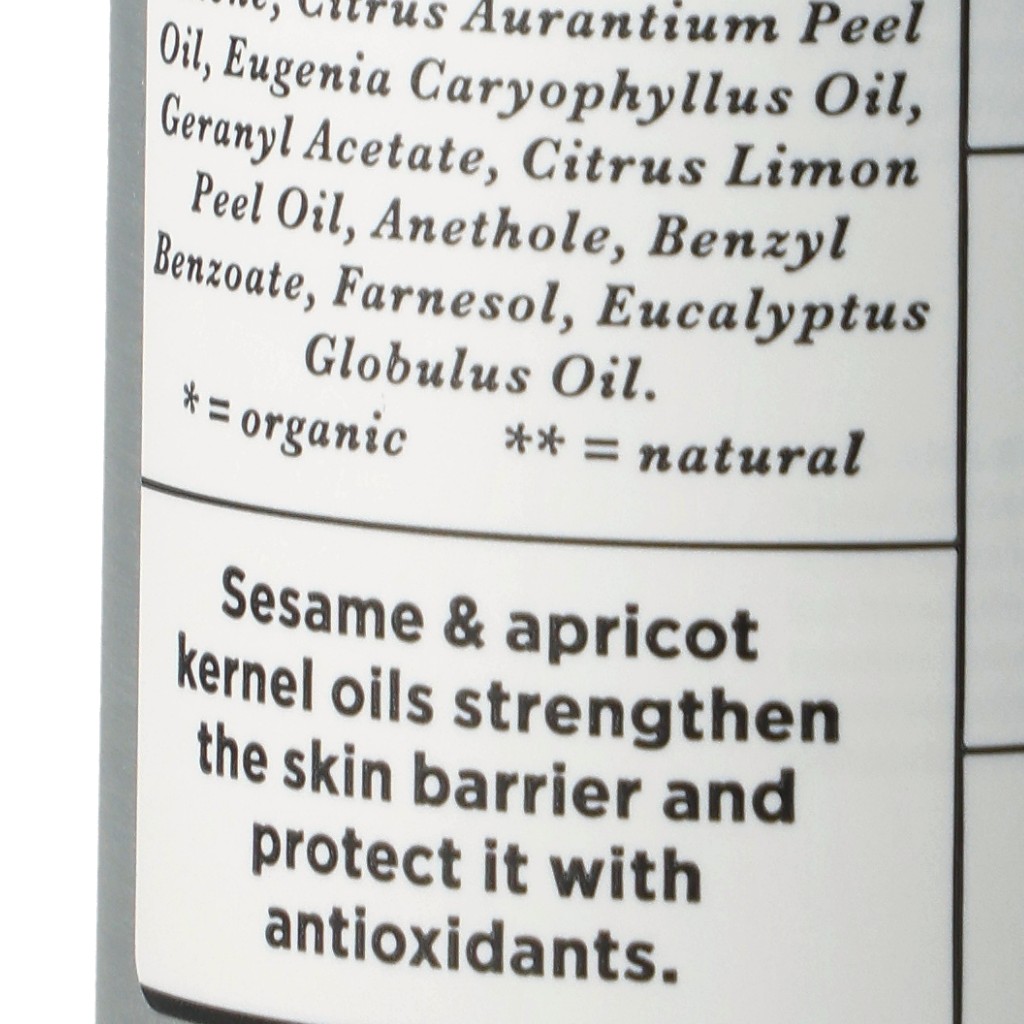 Citrus Aurantium Peel
Oil, Eugenia Caryophyllus Oil,
Geranyl Acetate, Citrus Limon
Peel Oil, Anethole, Benzyl
Benzoate, Farnesol, Eucalyptus
Globulus Oil.
* = organic ** = natural
Sesame & apricot
kernel oils strengthen
the skin barrier and
protect it with
antioxidants.